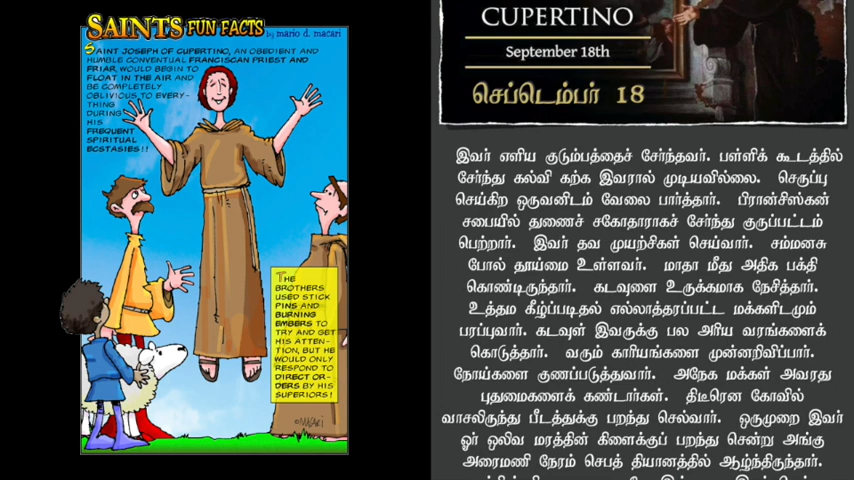 SAINTS FUN FACTS
by mario d. macari
SAINT JOSEPH OF CUPERTINO, AN OBEDIENT AND
HUMBLE CONVENTUAL FRANCISCAN PRIEST AND
FRIAR, WOULD BEGIN TO
FLOAT IN THE AIR AND
BE COMPLETELY
OBLIVIOUS TO EVERY-
THING
DURING
HIS
FREQUENT
SPIRITUAL
ECSTASIES!!
THE
BROTHERS
USED STICK
PINS AND
BURNING
EMBERS TO
TRY AND GET
HIS ATTEN-
TION, BUT HE
WOULD ONLY
RESPOND TO
DIRECT OR-
DERS BY HIS
SUPERIORS!
MACARI
CUPERTINO
September 18th
செப்டெம்பர் 18
இவர் எளிய குடும்பத்தைச் சேர்ந்தவர். பள்ளிக் கூடத்தில்
சேர்ந்து கல்வி கற்க இவரால் முடியவில்லை. செருப்பு
செய்கிற ஒருவனிடம் வேலை பார்த்தார். பிரான்சிஸ்கன்
சபையில் துணைச் சகோதாராகச் சேர்ந்து குருப்பட்டம்
பெற்றார். இவர் தவ முயற்சிகள் செய்வார். சம்மனசு
போல் தூய்மை உள்ளவர். மாதா மீது அதிக பக்தி
கொண்டிருந்தார். கடவுளை உருக்கமாக நேசித்தார்.
உத்தம கீழ்ப்படிதல் எல்லாத்தரப்பட்ட மக்களிடமும்
பரப்புவார். கடவுள் இவருக்கு பல அரிய வரங்களைக்
கொடுத்தார். வரும் காரியங்களை முன்னறிவிப்பார்.
நோய்களை குணப்படுத்துவார். அநேக மக்கள் அவரது
புதுமைகளைக் கண்டார்கள். திடீரென கோவில்
வாசலிருந்து பீடத்துக்கு பறந்து செல்வார். ஒருமுறை இவர்
ஓர் ஒலிவ மரத்தின் கிளைக்குப் பறந்து சென்று அங்கு
அரைமணி நேரம் செபத் தியானத்தில் ஆழ்ந்திருந்தார்.